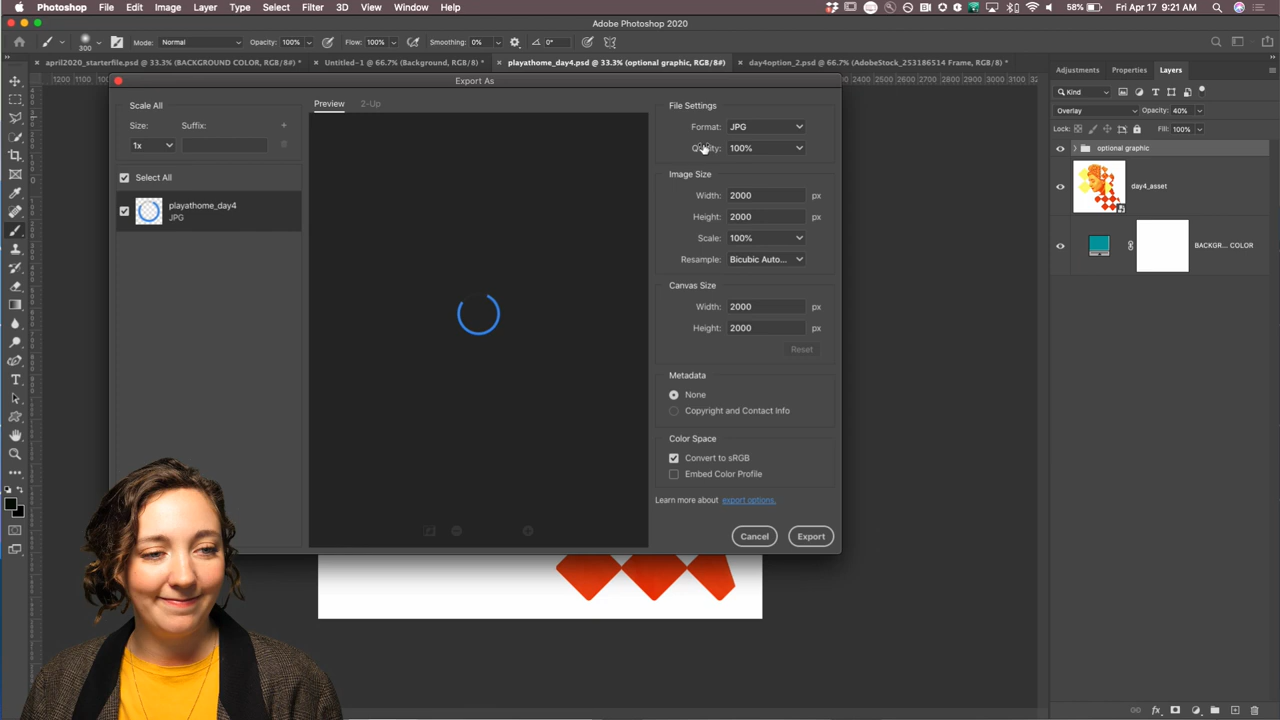 Photoshop File Edit Image Layer Type Select Filter 3D View Window Help 58% Fri Apr 17 9:21 AM
Adobe Photoshop 2020
300 Mode: Normal Opacity: 100% Flow: 100% Smoothing: 0% 0°
april2020_starterfile.psd @ 33.3% (BACKGROUND COLOR, RGB/8#) * Untitled-1 @ 66.7% (Background, RGB/8) * playathome_day4.psd @ 33.3% (optional graphic, RGB/8#) day4option_2.psd @ 66.7% (AdobeStock_253186514 Frame, RGB/8) *
Adjustments Properties Layers
Export As
Scale All
Size: Suffix:
1x
Select All
playathome_day4
JPG
Preview 2-Up
File Settings
Format: JPG
Quality: 100%
Image Size
Width: 2000 px
Height: 2000 px
Scale: 100%
Resample: Bicubic Auto...
Canvas Size
Width: 2000 px
Height: 2000 px
Reset
Metadata
None
Copyright and Contact Info
Color Space
Convert to sRGB
Embed Color Profile
Learn more about export options.
Cancel Export
Kind
Overlay Opacity: 40%
Lock: Fill: 100%
optional graphic
day4_asset
BACKGR... COLOR